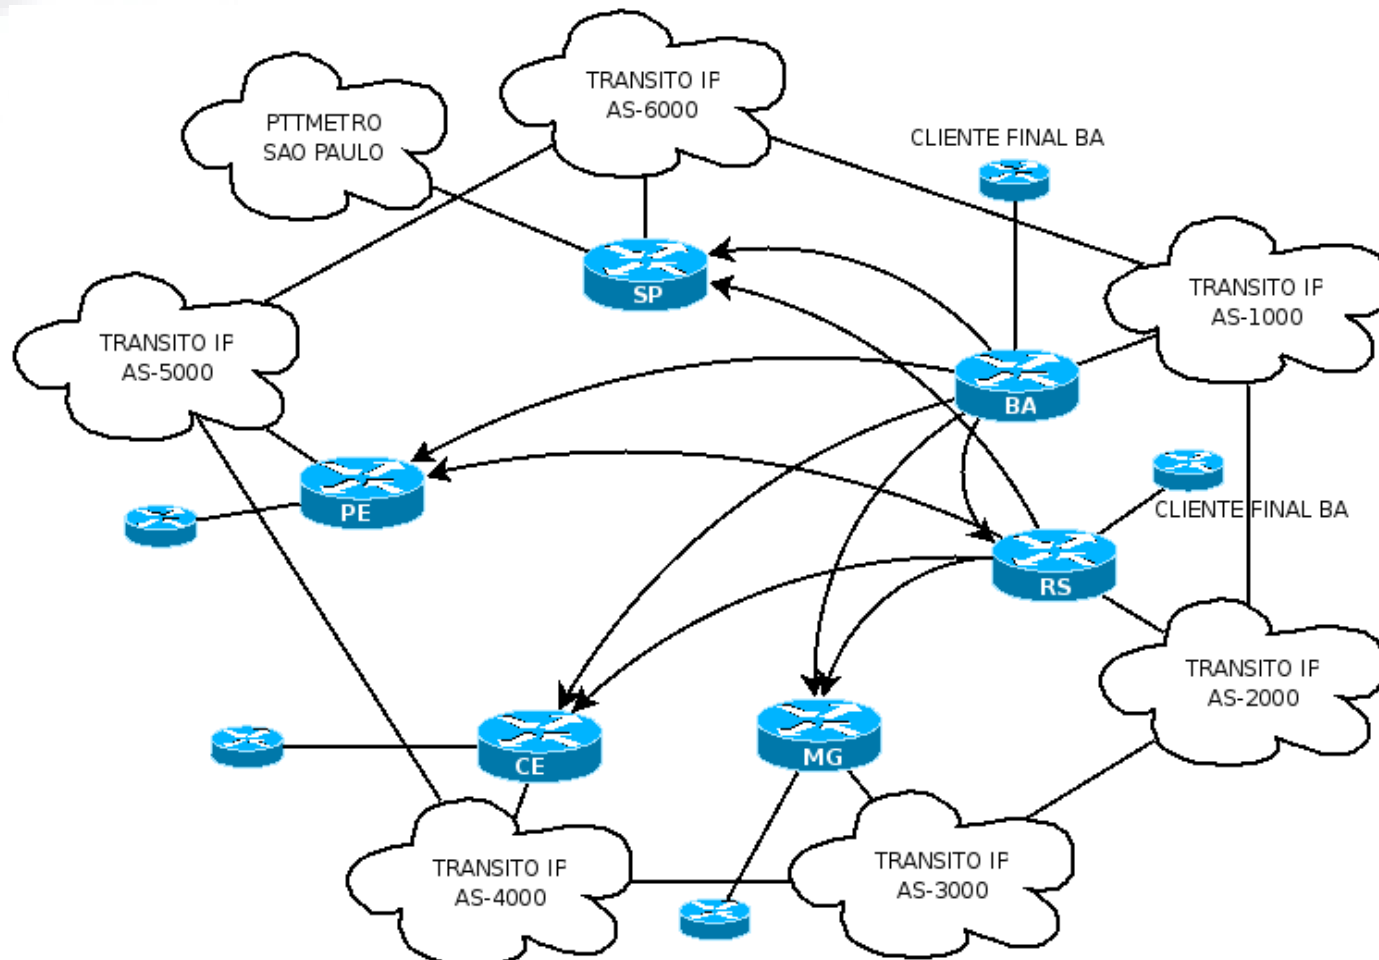 TRANSITO IP
AS-6000
PTTMETRO
SAO PAULO
CLIENTE FINAL BA
TRANSITO IP
AS-1000
SP
TRANSITO IP
AS-5000
BA
CLIENTE FINAL BA
PE
RS
TRANSITO IP
AS-2000
CE
MG
TRANSITO IP
AS-4000
TRANSITO IP
AS-3000